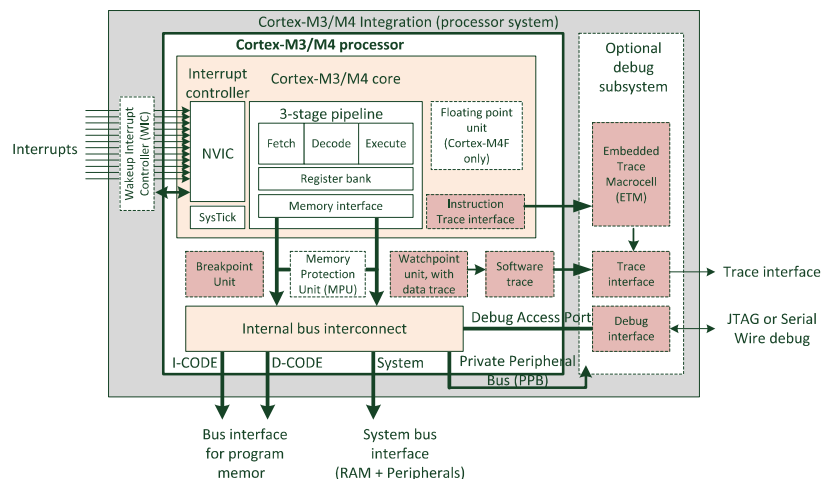 Cortex-M3/M4 Integration (processor system)
Cortex-M3/M4 processor
Optional
debug
subsystem
Interrupt
controller
Cortex-M3/M4 core
Interrupts
Wakeup Interrupt
Controller (WIC)
NVIC
SysTick
3-stage pipeline
Fetch
Decode
Execute
Register bank
Memory interface
Floating point
unit
(Cortex-M4F
only)
Instruction
Trace interface
Embedded
Trace
Macrocell
(ETM)
Breakpoint
Unit
Memory
Protection
Unit (MPU)
Watchpoint
unit, with
data trace
Software
trace
Trace
interface
Trace interface
Internal bus interconnect
Debug Access Port
Debug
interface
JTAG or Serial
Wire debug
I-CODE
D-CODE
System
Private Peripheral
Bus (PPB)
Bus interface
for program
memor
System bus
interface
(RAM + Peripherals)